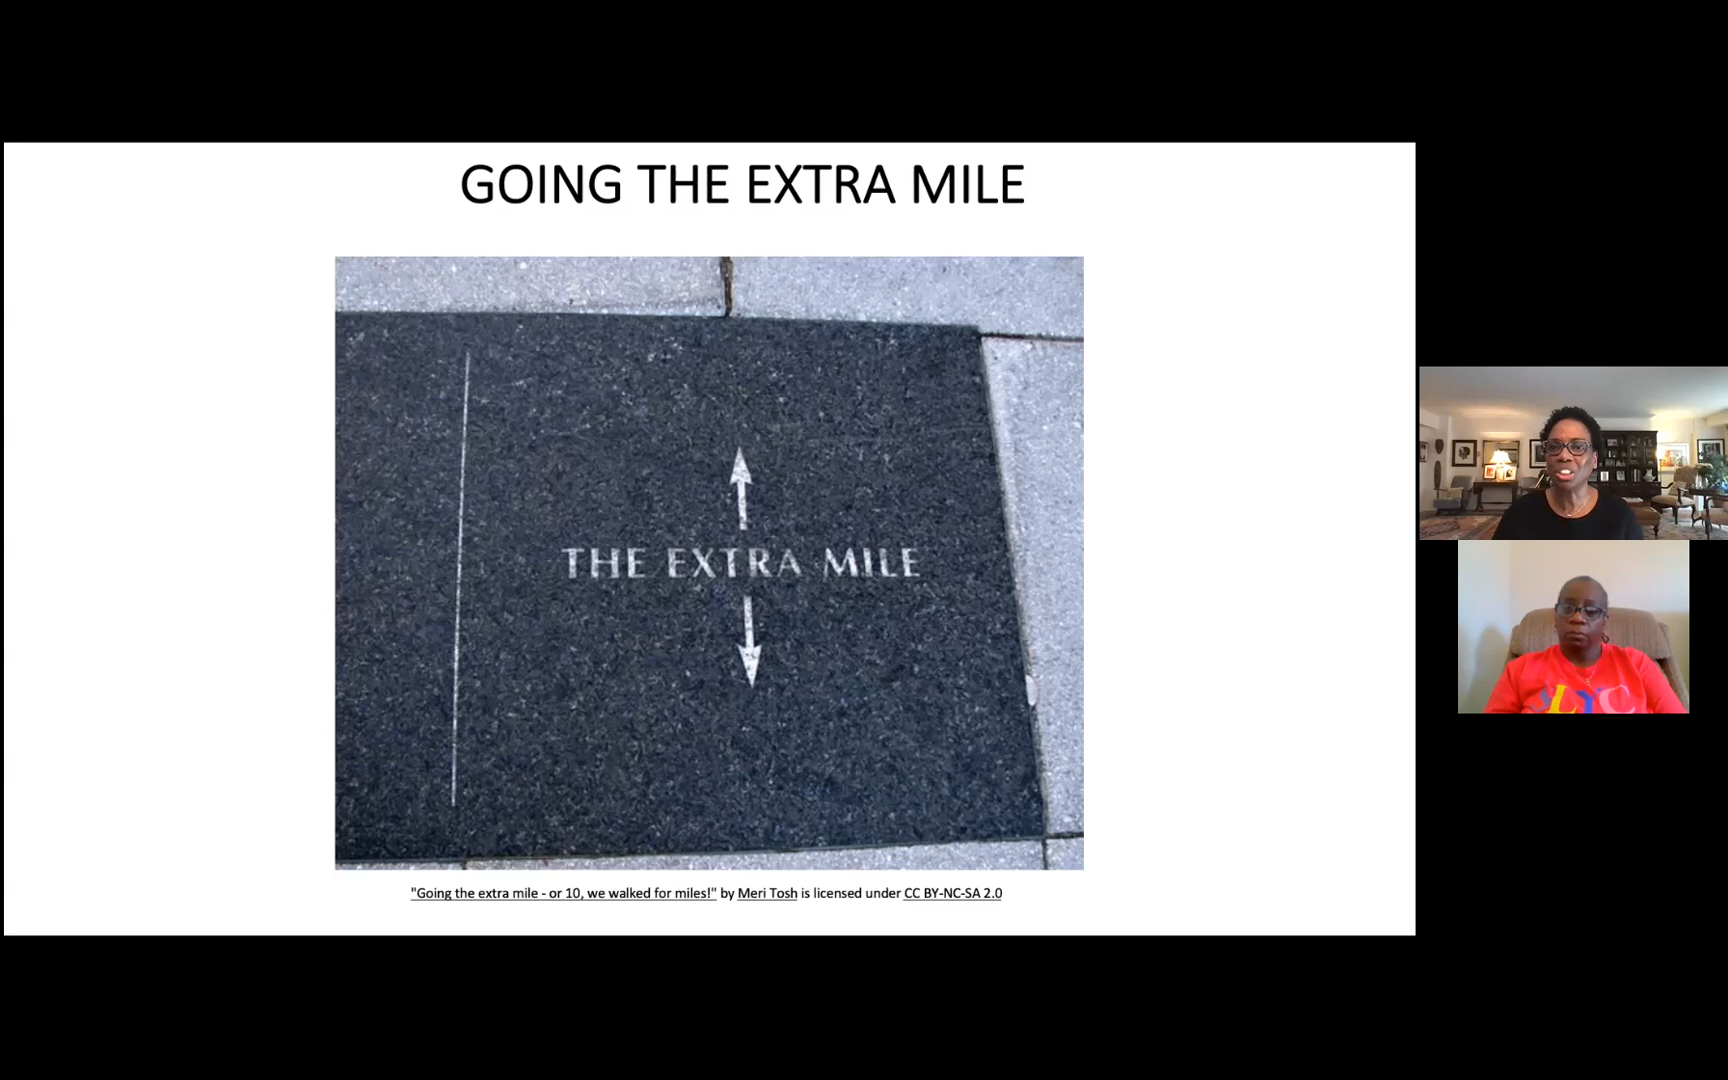 GOING THE EXTRA MILE
THE EXTRA MILE
"Going the extra mile - or 10, we walked for miles!" by Meri Tosh is licensed under CC BY-NC-SA 2.0